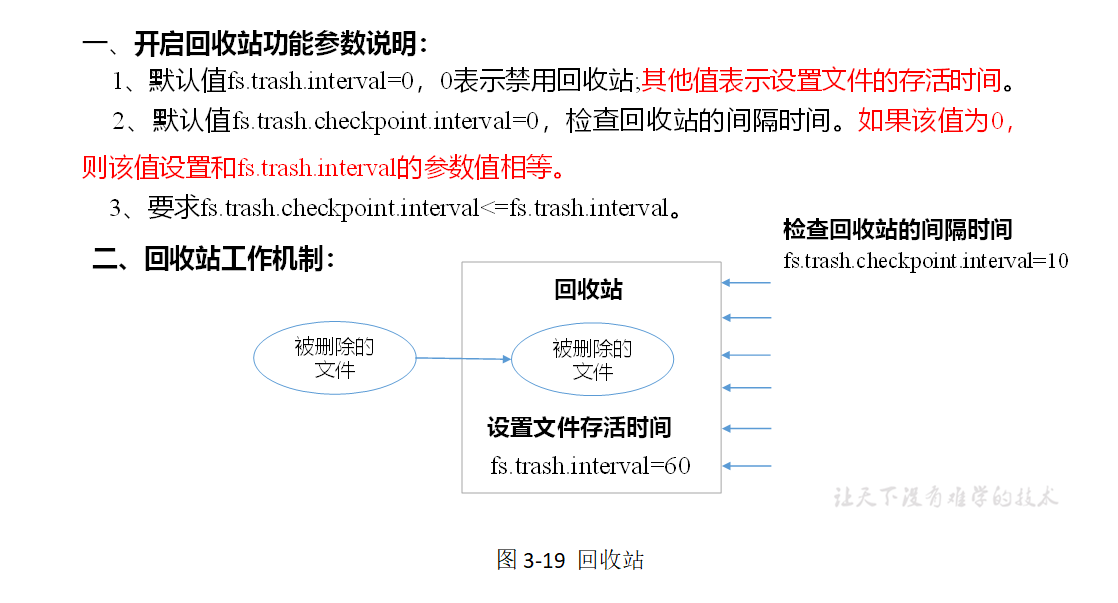 一、开启回收站功能参数说明：
1、默认值fs.trash.interval=0，0表示禁用回收站;其他值表示设置文件的存活时间。
2、默认值fs.trash.checkpoint.interval=0，检查回收站的间隔时间。如果该值为0，
则该值设置和fs.trash.interval的参数值相等。
3、要求fs.trash.checkpoint.interval<=fs.trash.interval。
二、回收站工作机制：
检查回收站的间隔时间
fs.trash.checkpoint.interval=10
回收站
被删除的
文件
被删除的
文件
设置文件存活时间
fs.trash.interval=60
让天下没有难学的技术
图 3-19 回收站